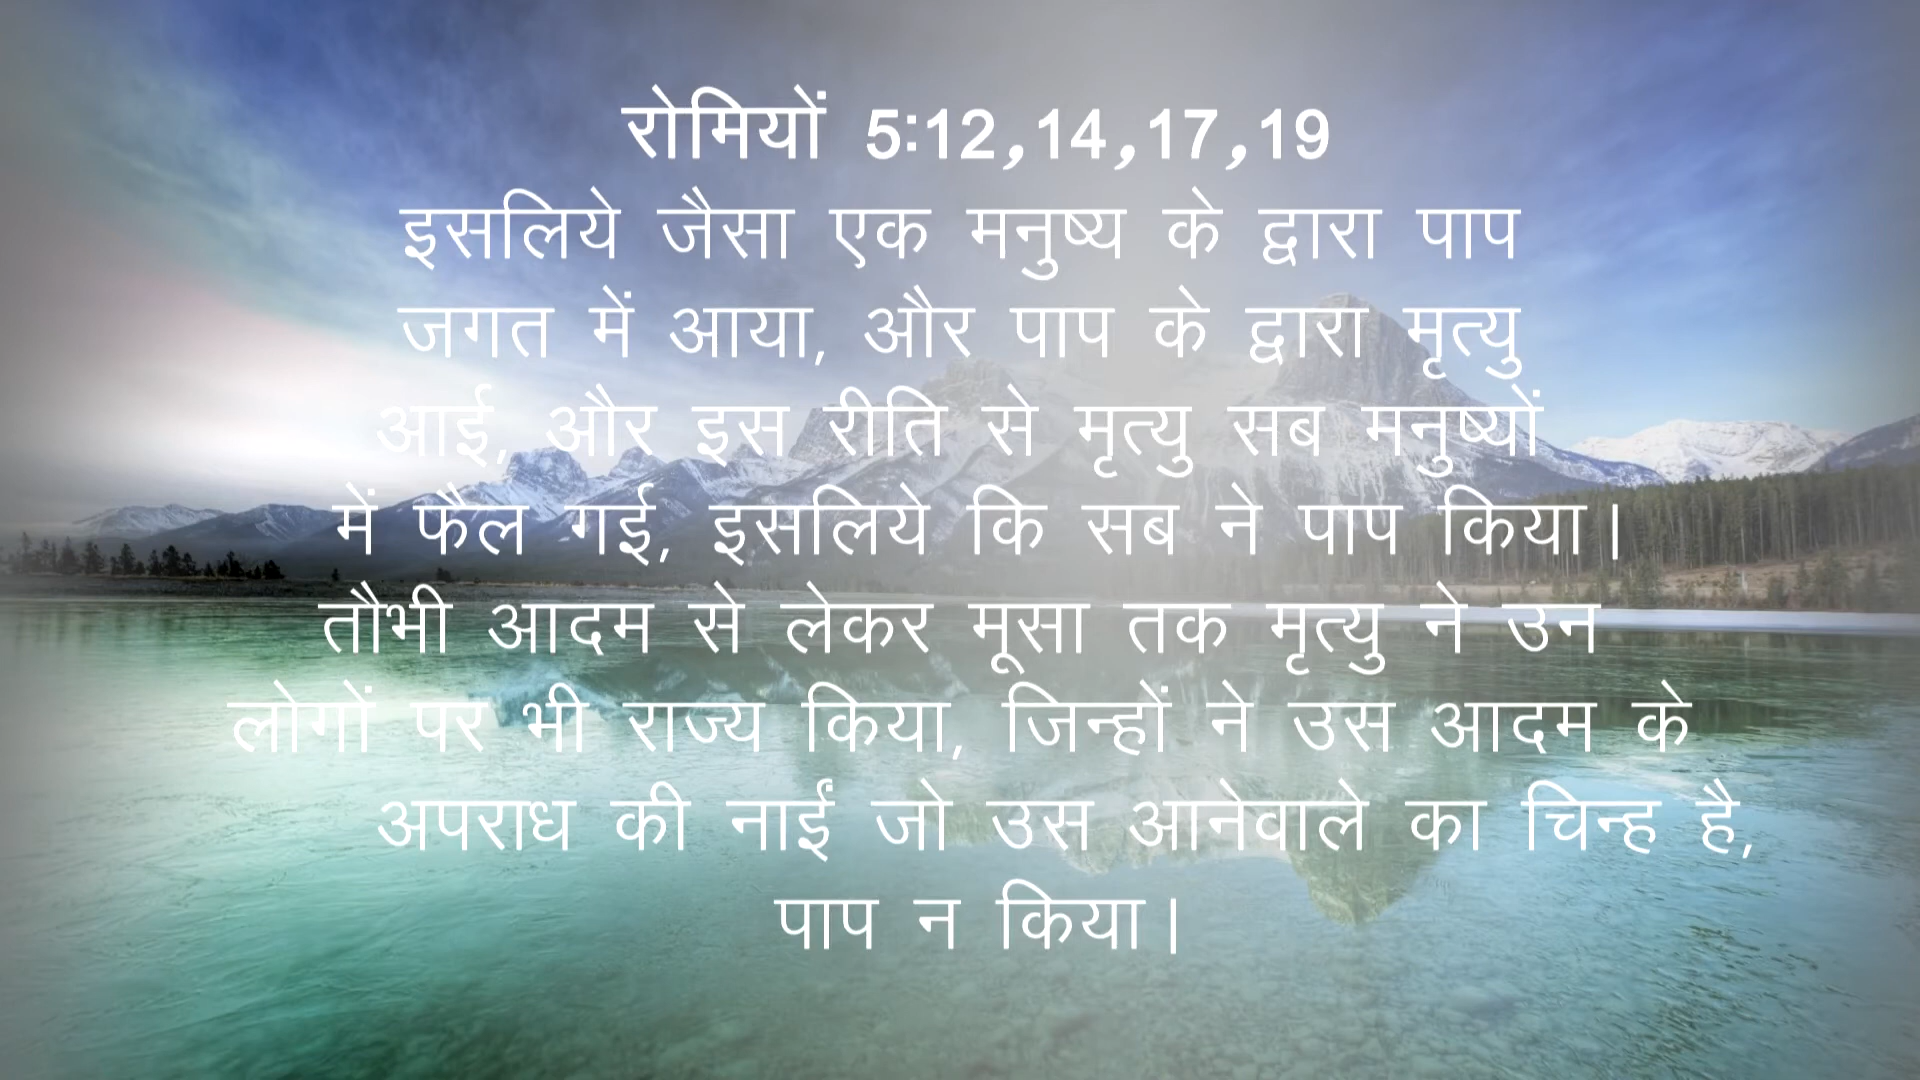 रोमियों 5:12,14,17,19
इसलिये जैसा एक मनुष्य के द्वारा पाप
जगत में आया, और पाप के द्वारा मृत्यु
आई, और इस रीति से मृत्यु सब मनुष्यों
में फैल गई, इसलिये कि सब ने पाप किया।
तौभी आदम से लेकर मूसा तक मृत्यु ने उन
लोगों पर भी राज्य किया, जिन्हों ने उस आदम के
अपराध की नाईं जो उस आनेवाले का चिन्ह है,
पाप न किया।